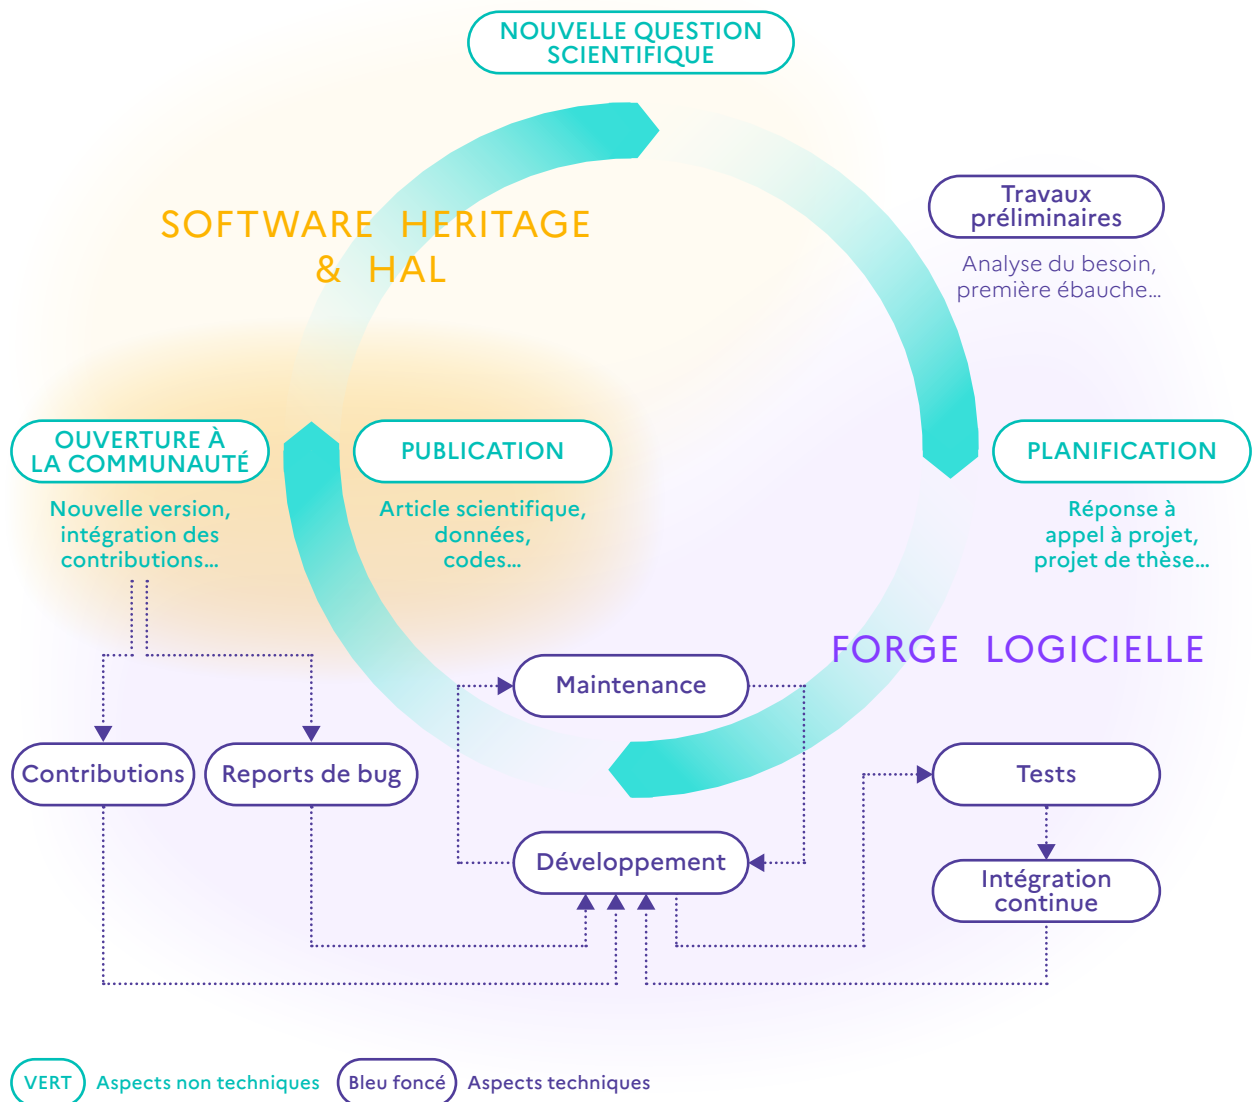 NOUVELLE QUESTION
SCIENTIFIQUE
Travaux
préliminaires
Analyse du besoin,
première ébauche...
SOFTWARE HERITAGE
& HAL
OUVERTURE À
LA COMMUNAUTÉ
Nouvelle version,
intégration des
contributions...
PUBLICATION
Article scientifique,
données,
codes...
PLANIFICATION
Réponse à
appel à projet,
projet de thèse...
FORGE LOGICIELLE
Maintenance
Contributions
Reports de bug
Tests
Développement
Intégration
continue
VERT Aspects non techniques Bleu foncé Aspects techniques